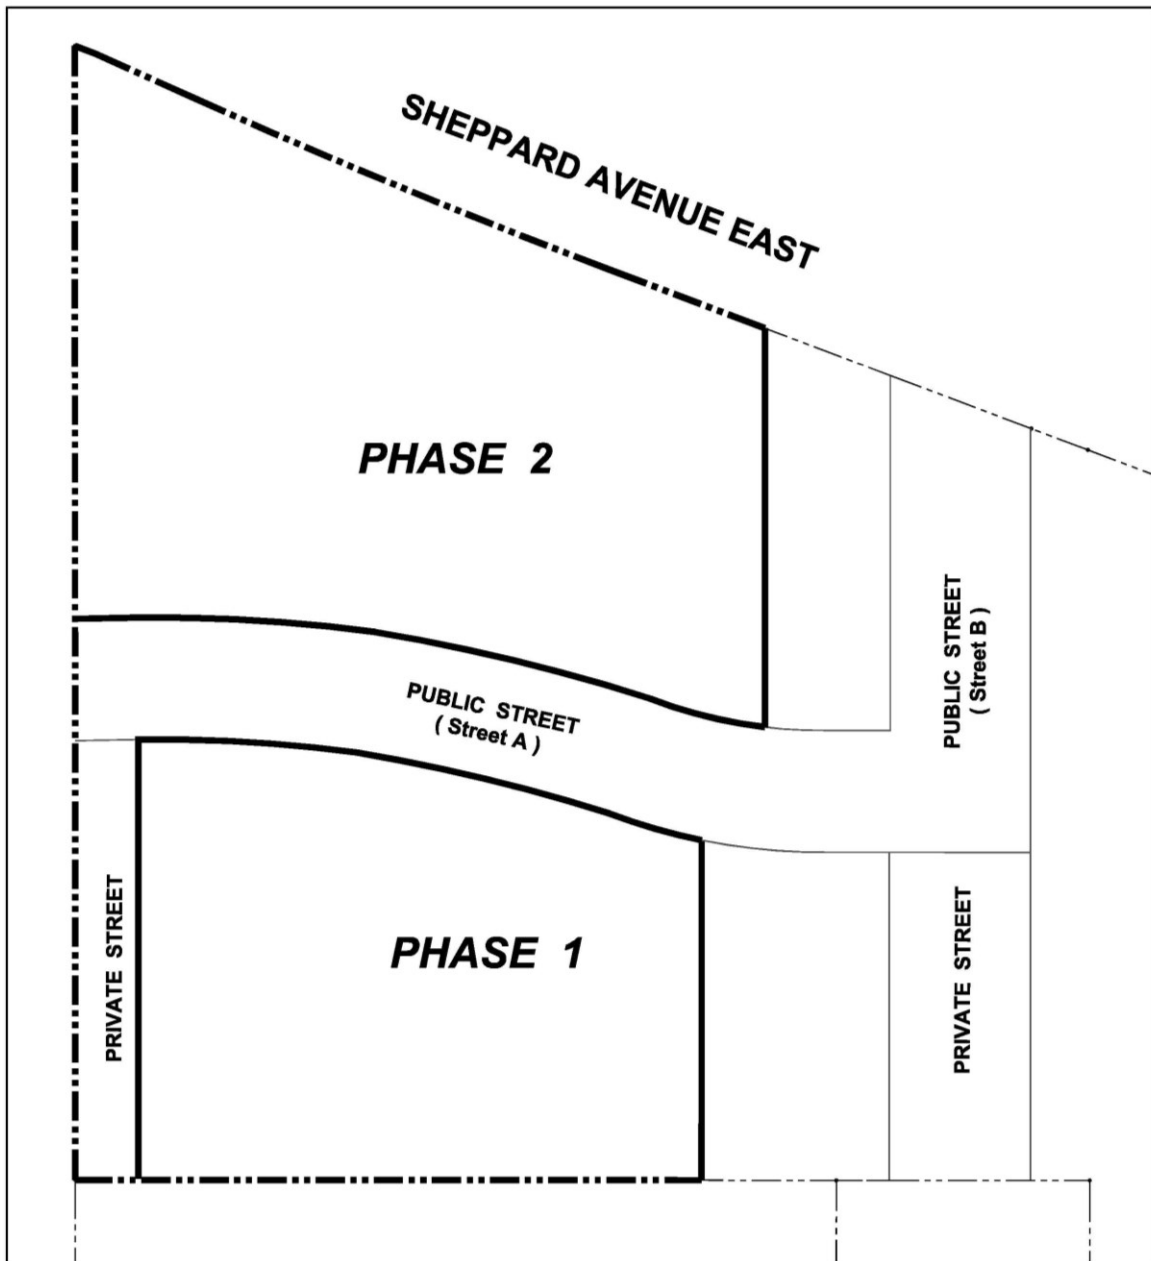 SHEPPARD AVENUE EAST
PHASE 2
PUBLIC STREET
( Street A )
PUBLIC STREET
( Street B )
PRIVATE STREET
PHASE 1
PRIVATE STREET